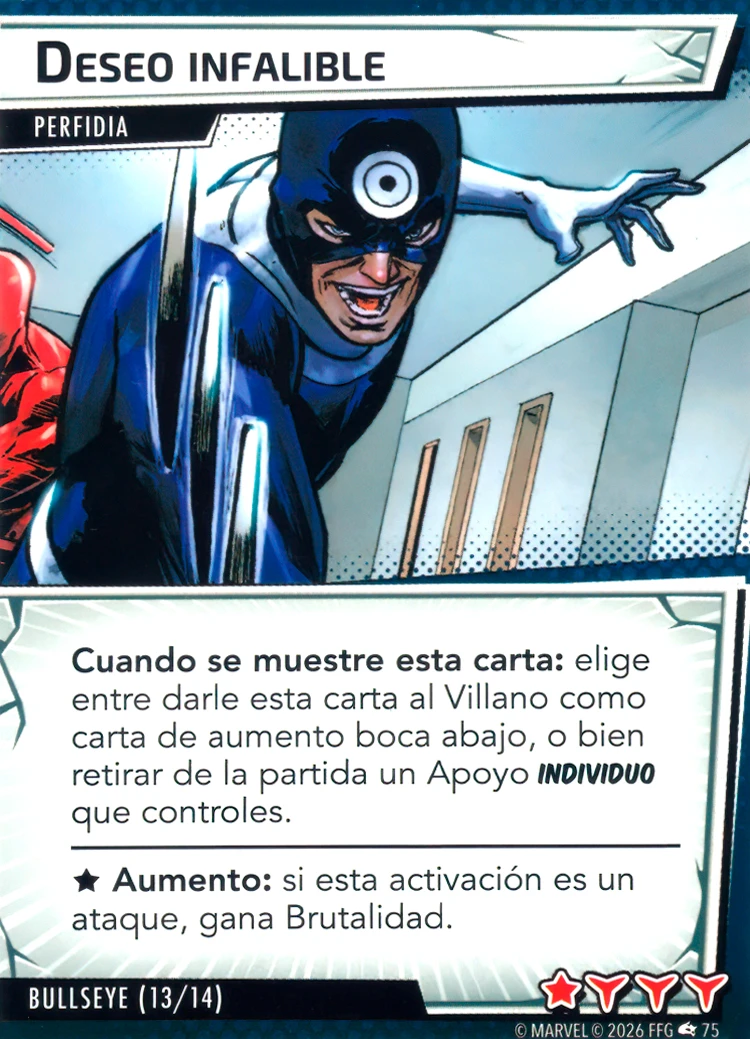 DESEO INFALIBLE
PERFIDIA
Cuando se muestre esta carta: elige
entre darle esta carta al Villano como
carta de aumento boca abajo, o bien
retirar de la partida un Apoyo INDIVIDUO
que controles.
★ Aumento: si esta activación es un
ataque, gana Brutalidad.
BULLSEYE (13/14)
© MARVEL © 2026 FFG 75